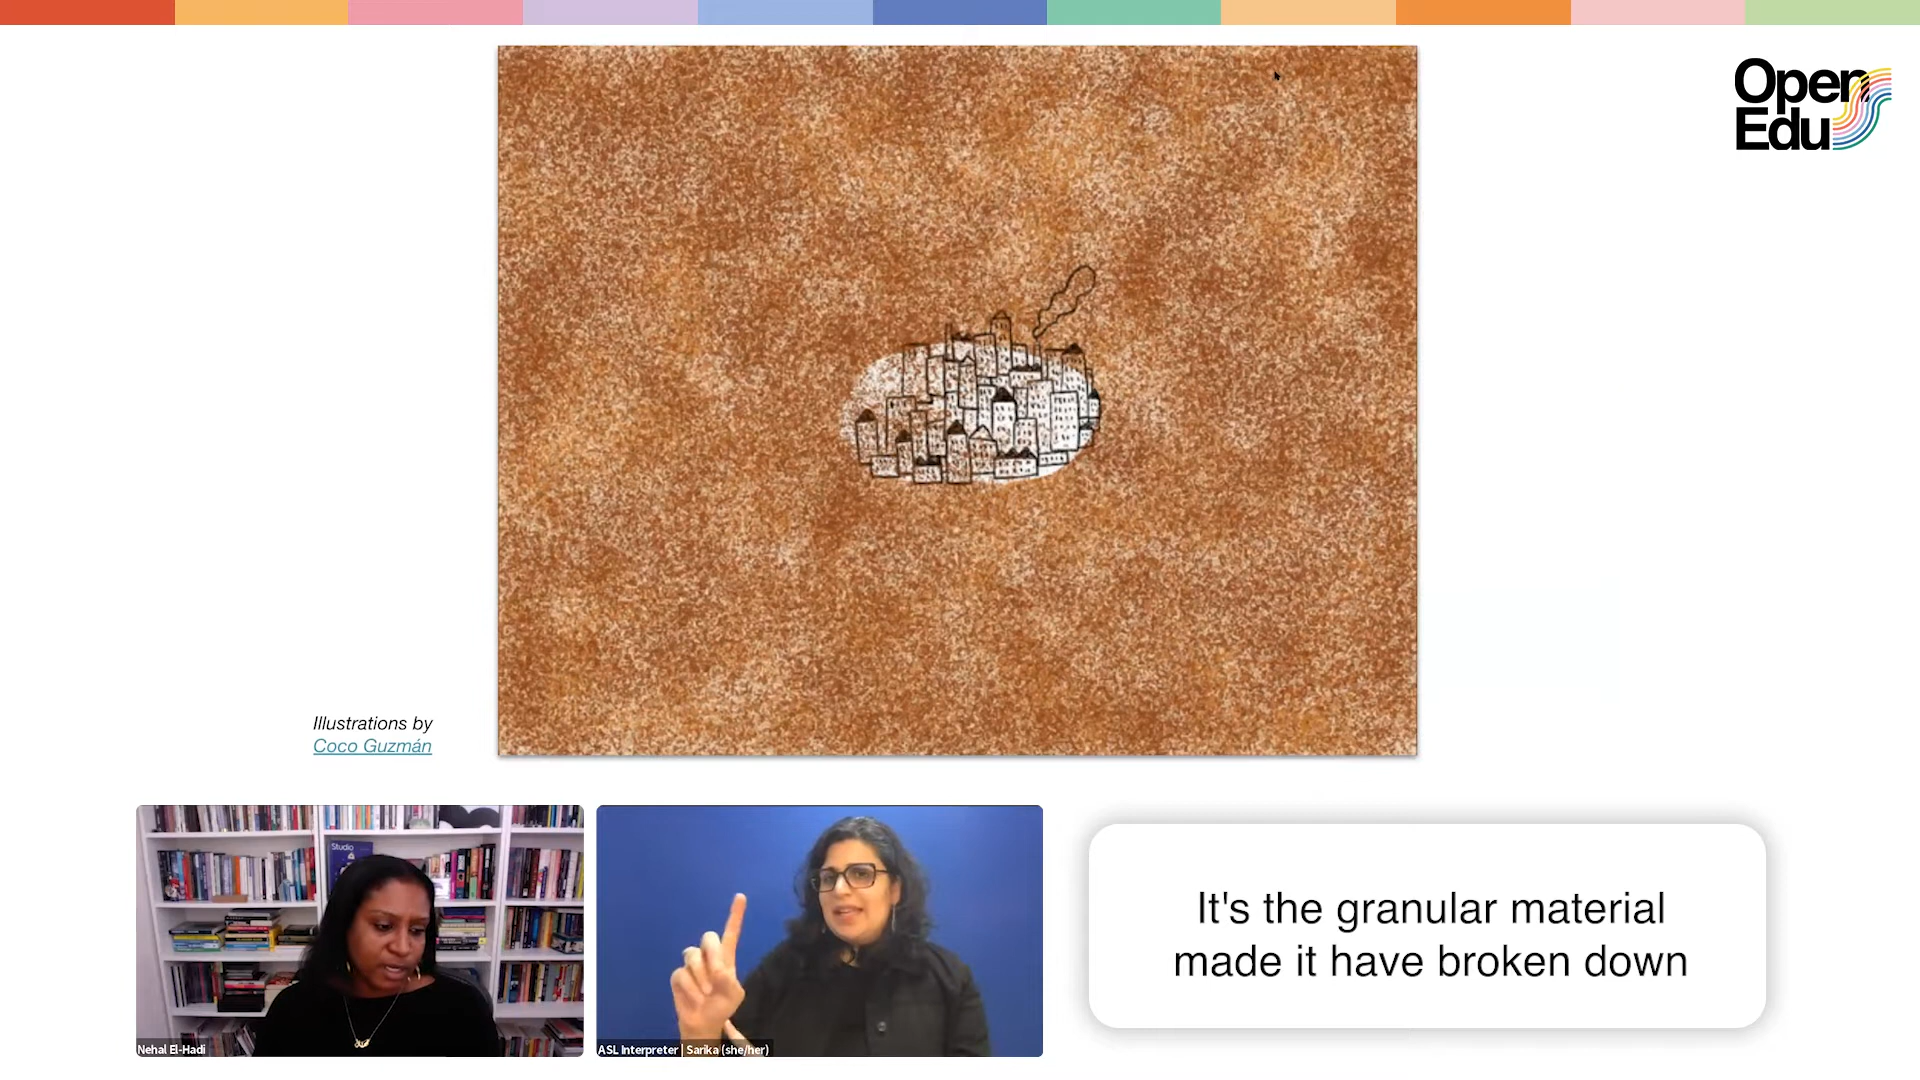 Open
Edu
Illustrations by
Coco Guzmán
Studio
Nehal El-Hadi
ASL Interpreter | Sarika (she/her)
It's the granular material
made it have broken down